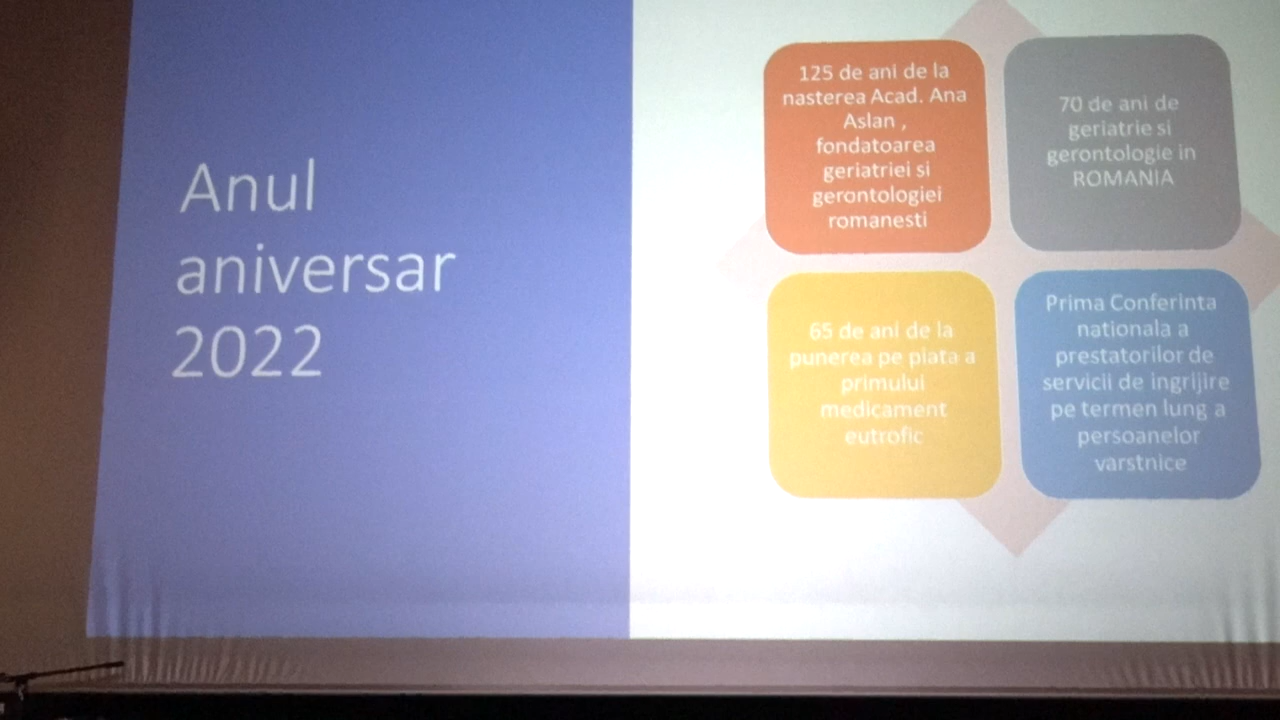 Anul
aniversar
2022
125 de ani de la
nasterea Acad. Ana
Aslan ,
fondatoarea
geriatriei si
gerontologiei
romanesti
70 de ani de
geriatrie si
gerontologie in
ROMANIA
65 de ani de la
punerea pe piata a
primului
medicament
eutrofic
Prima Conferinta
nationala a
prestatorilor de
servicii de ingrijire
pe termen lung a
persoanelor
varstnice